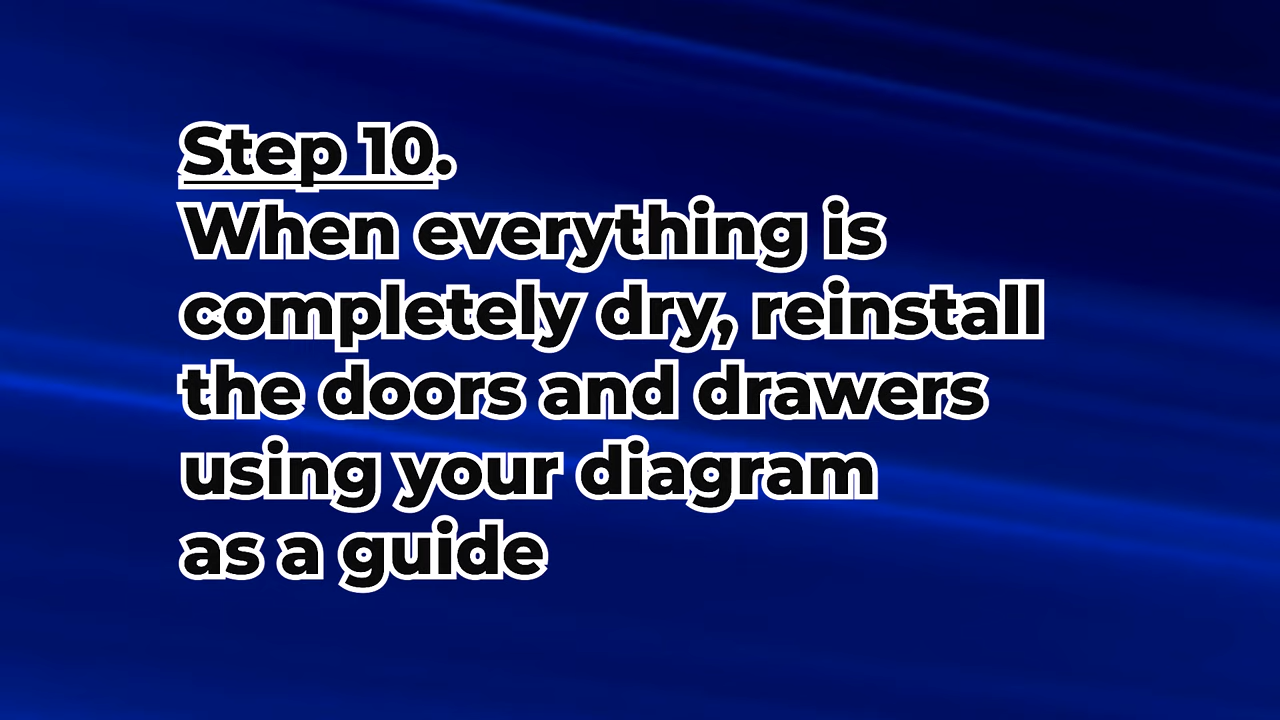 Step 10.
When everything is
completely dry, reinstall
the doors and drawers
using your diagram
as a guide